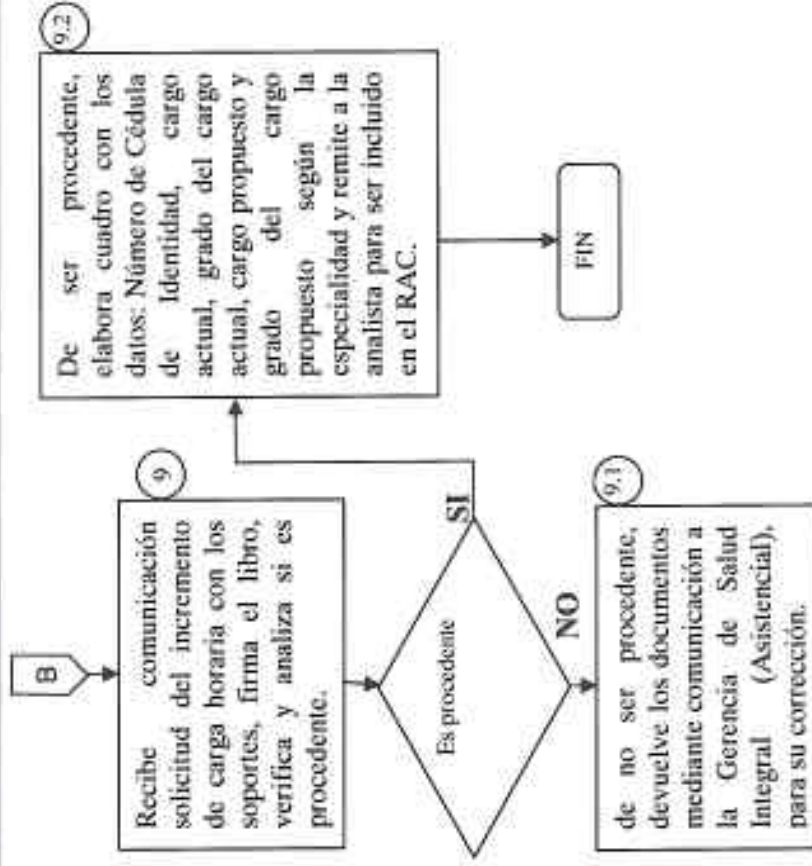 B
9
Recibe comunicación
solicitud del incremento
de carga horaria con los
soportes, firma el libro,
verifica y analiza si es
procedente.
Es procedente
SI
NO
9.1
de no ser procedente,
devuelve los documentos
mediante comunicación a
la Gerencia de Salud
Integral (Asistencial),
para su corrección.
9.2
De ser procedente,
elabora cuadro con los
datos: Número de Cédula
de Identidad, cargo
actual, grado del cargo
actual, cargo propuesto y
grado del cargo
propuesto según la
especialidad y remite a la
analista para ser incluido
en el RAC.
FIN